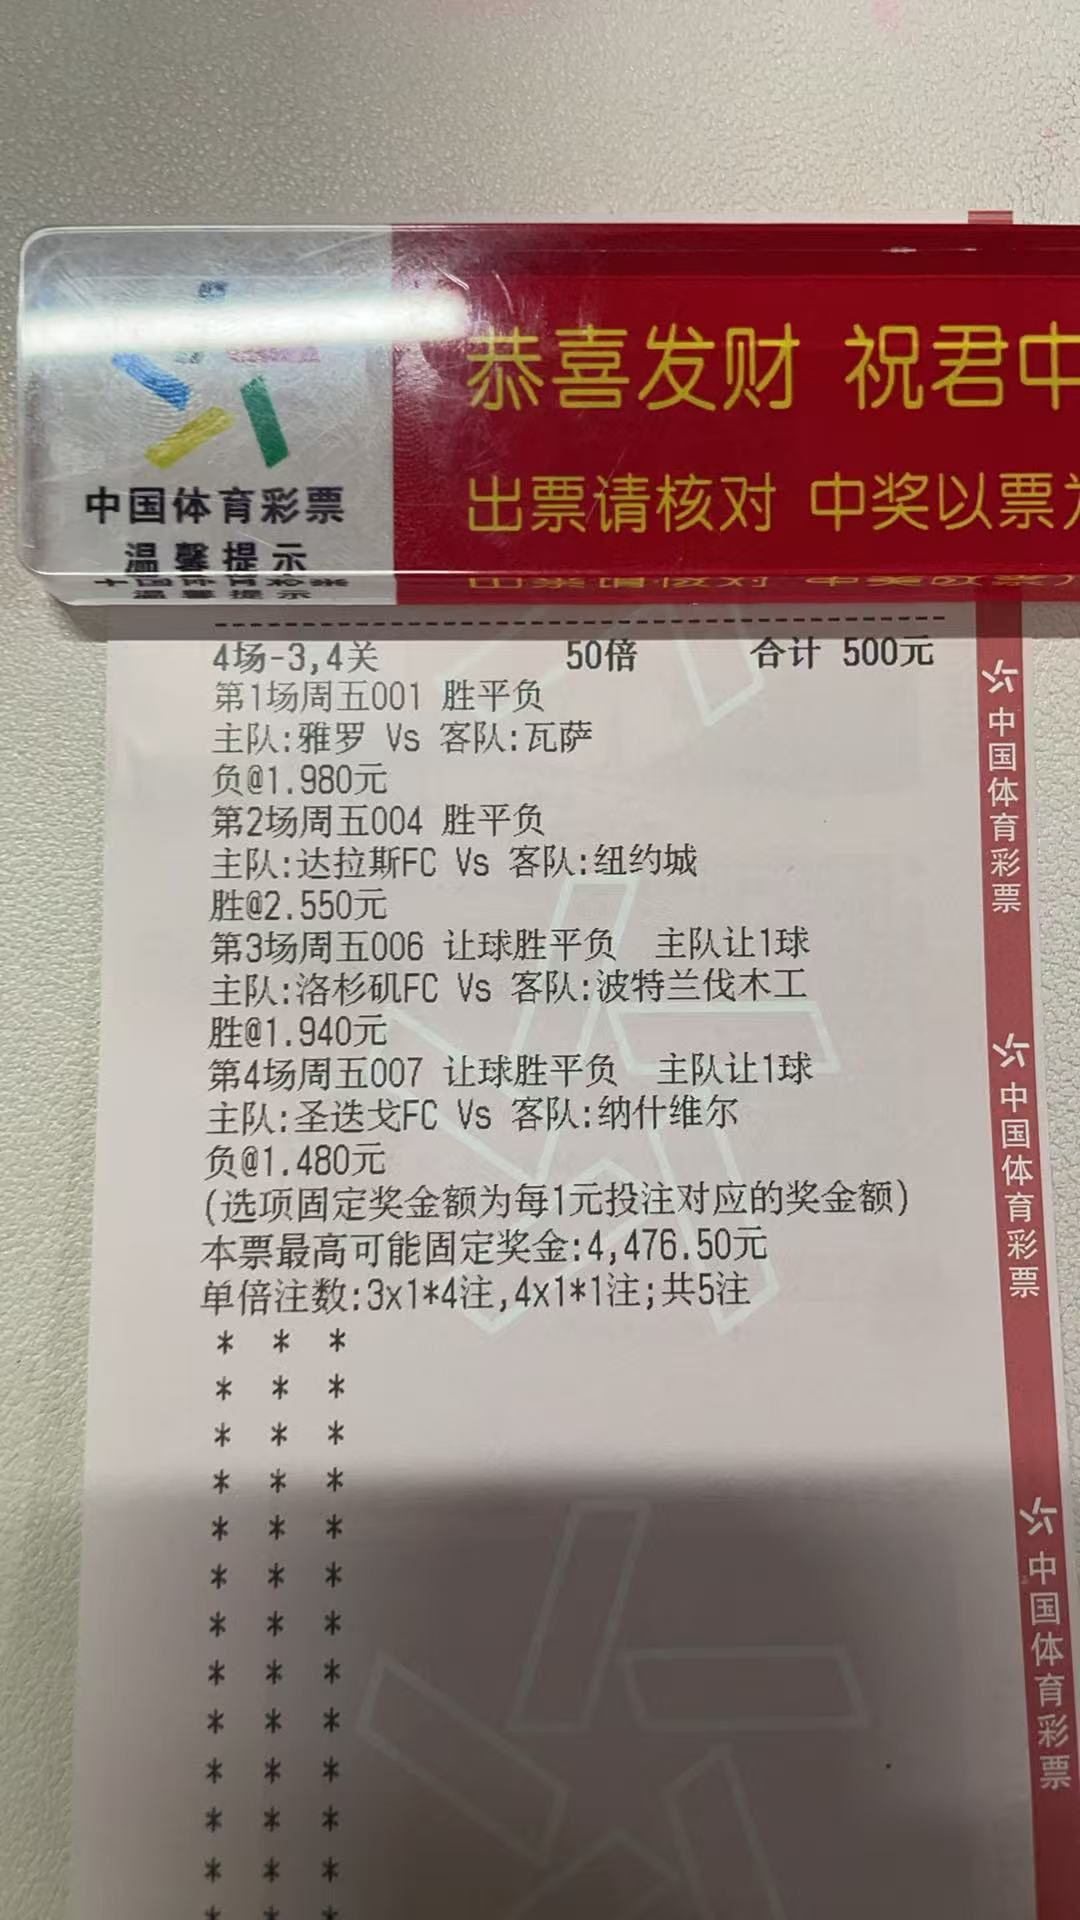 恭喜发财 祝君中
出票请核对 中奖以票为
中国体育彩票
温馨提示
4场-3,4关 50倍 合计 500元
第1场周五001 胜平负
主队:雅罗 Vs 客队:瓦萨
负@1.980元
第2场周五004 胜平负
主队:达拉斯FC Vs 客队:纽约城
胜@2.550元
第3场周五006 让球胜平负 主队让1球
主队:洛杉矶FC Vs 客队:波特兰伐木工
胜@1.940元
第4场周五007 让球胜平负 主队让1球
主队:圣迭戈FC Vs 客队:纳什维尔
负@1.480元
(选项固定奖金额为每1元投注对应的奖金额)
本票最高可能固定奖金:4,476.50元
单倍注数:3x1*4注,4x1*1注;共5注
* * *
* * *
* * *
* * *
* * *
* * *
* * *
* * *
* * *
* * *
* * *
* * *
* * *
中国体育彩票
中国体育彩票
中国体育彩票